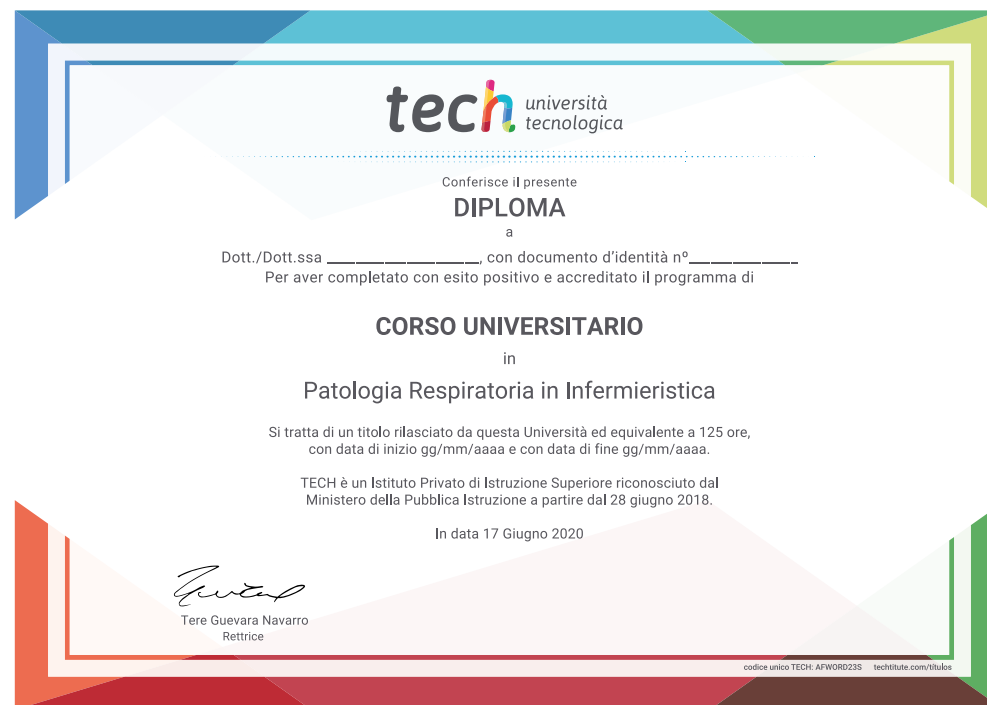 tech università
tecnologica
Conferisce il presente
DIPLOMA
a
Dott./Dott.ssa ____________________, con documento d'identità nº______________
Per aver completato con esito positivo e accreditato il programma di
CORSO UNIVERSITARIO
in
Patologia Respiratoria in Infermieristica
Si tratta di un titolo rilasciato da questa Università ed equivalente a 125 ore,
con data di inizio gg/mm/aaaa e con data di fine gg/mm/aaaa.
TECH è un Istituto Privato di Istruzione Superiore riconosciuto dal
Ministero della Pubblica Istruzione a partire dal 28 giugno 2018.
In data 17 Giugno 2020
Tere Guevara Navarro
Rettrice
codice unico TECH: AFWORD23S techtitute.com/títulos